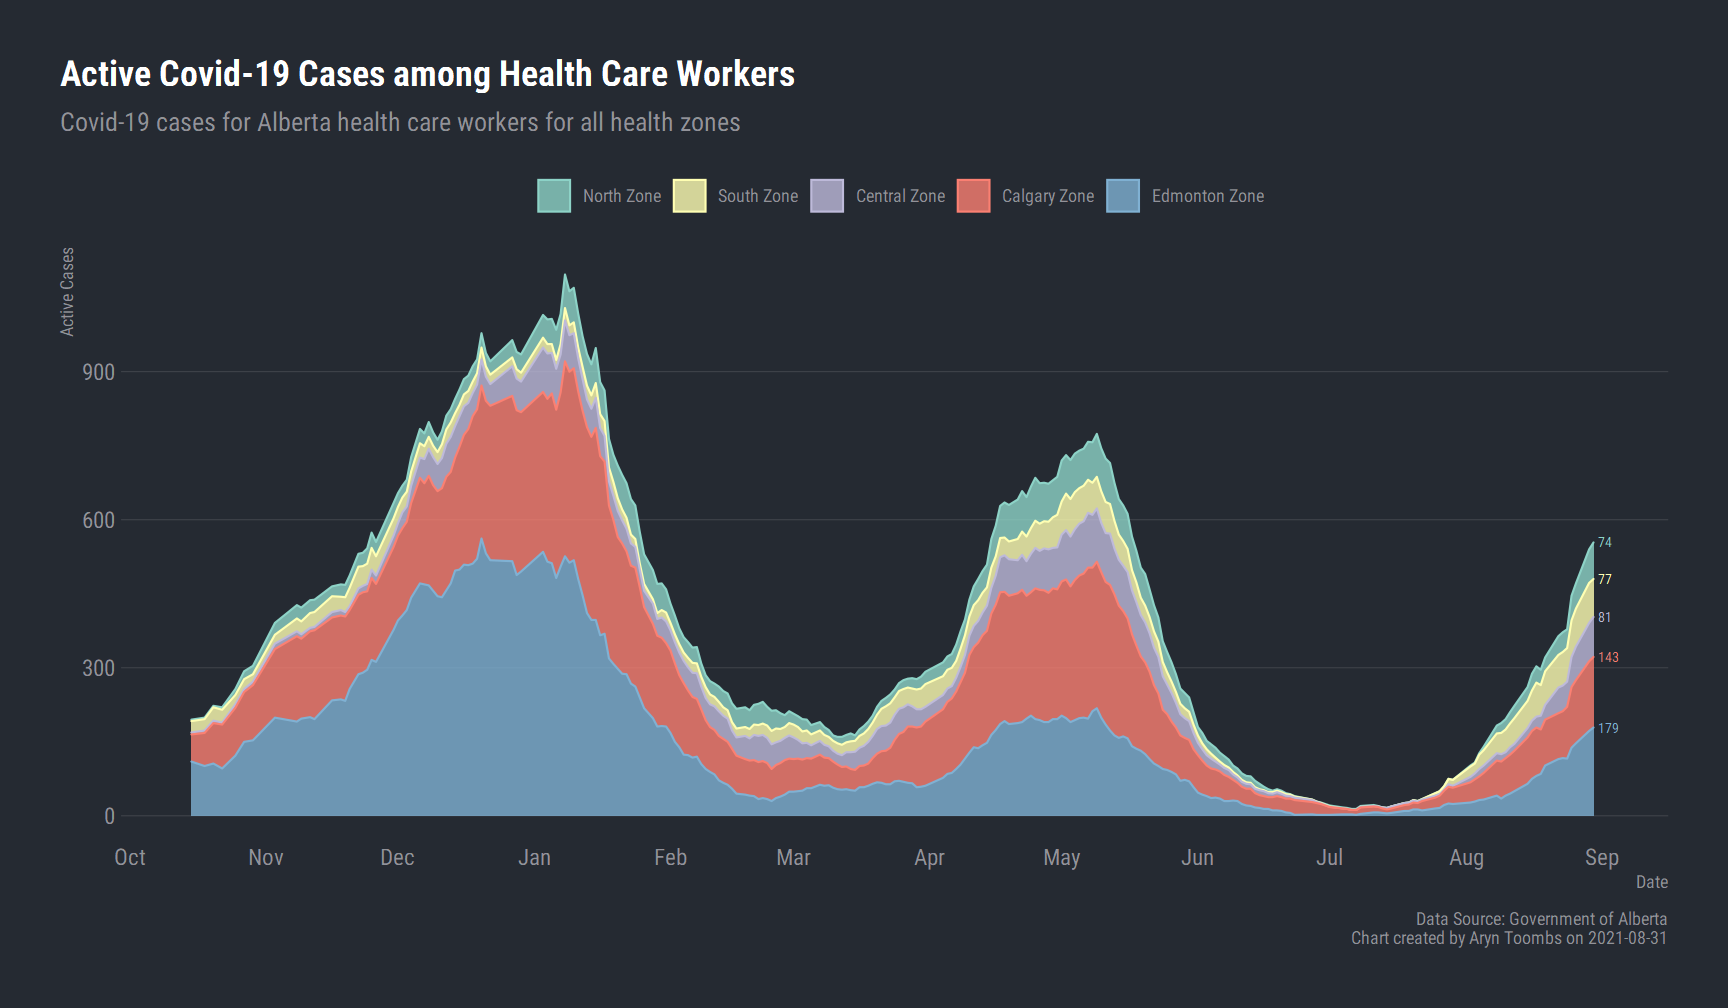 Active Covid-19 Cases among Health Care Workers
Covid-19 cases for Alberta health care workers for all health zones
North Zone South Zone Central Zone Calgary Zone Edmonton Zone
Active Cases
900
600
300
0
74
77
81
143
179
Oct Nov Dec Jan Feb Mar Apr May Jun Jul Aug Sep
Date
Data Source: Government of Alberta
Chart created by Aryn Toombs on 2021-08-31